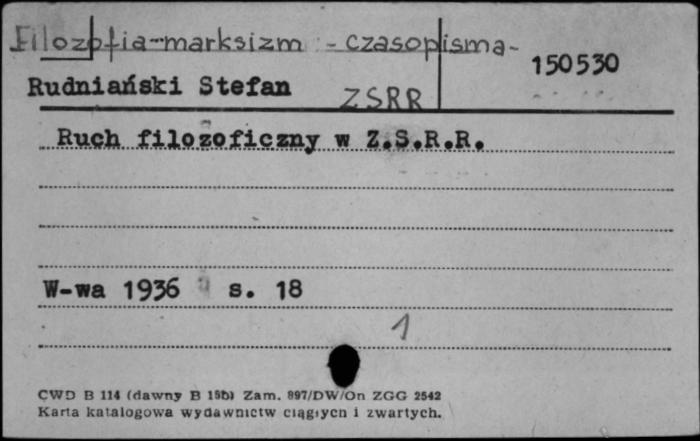 Filozofia-marksizm - czasopisma-
150530
Rudniański Stefan
ZSRR
Ruch filozoficzny w Z.S.R.R.
W-wa 1936 s. 18
1
CWD B 114 (dawny B 15b) Zam. 897/DW/On ZGG 2542
Karta katalogowa wydawnictw ciągłych i zwartych.